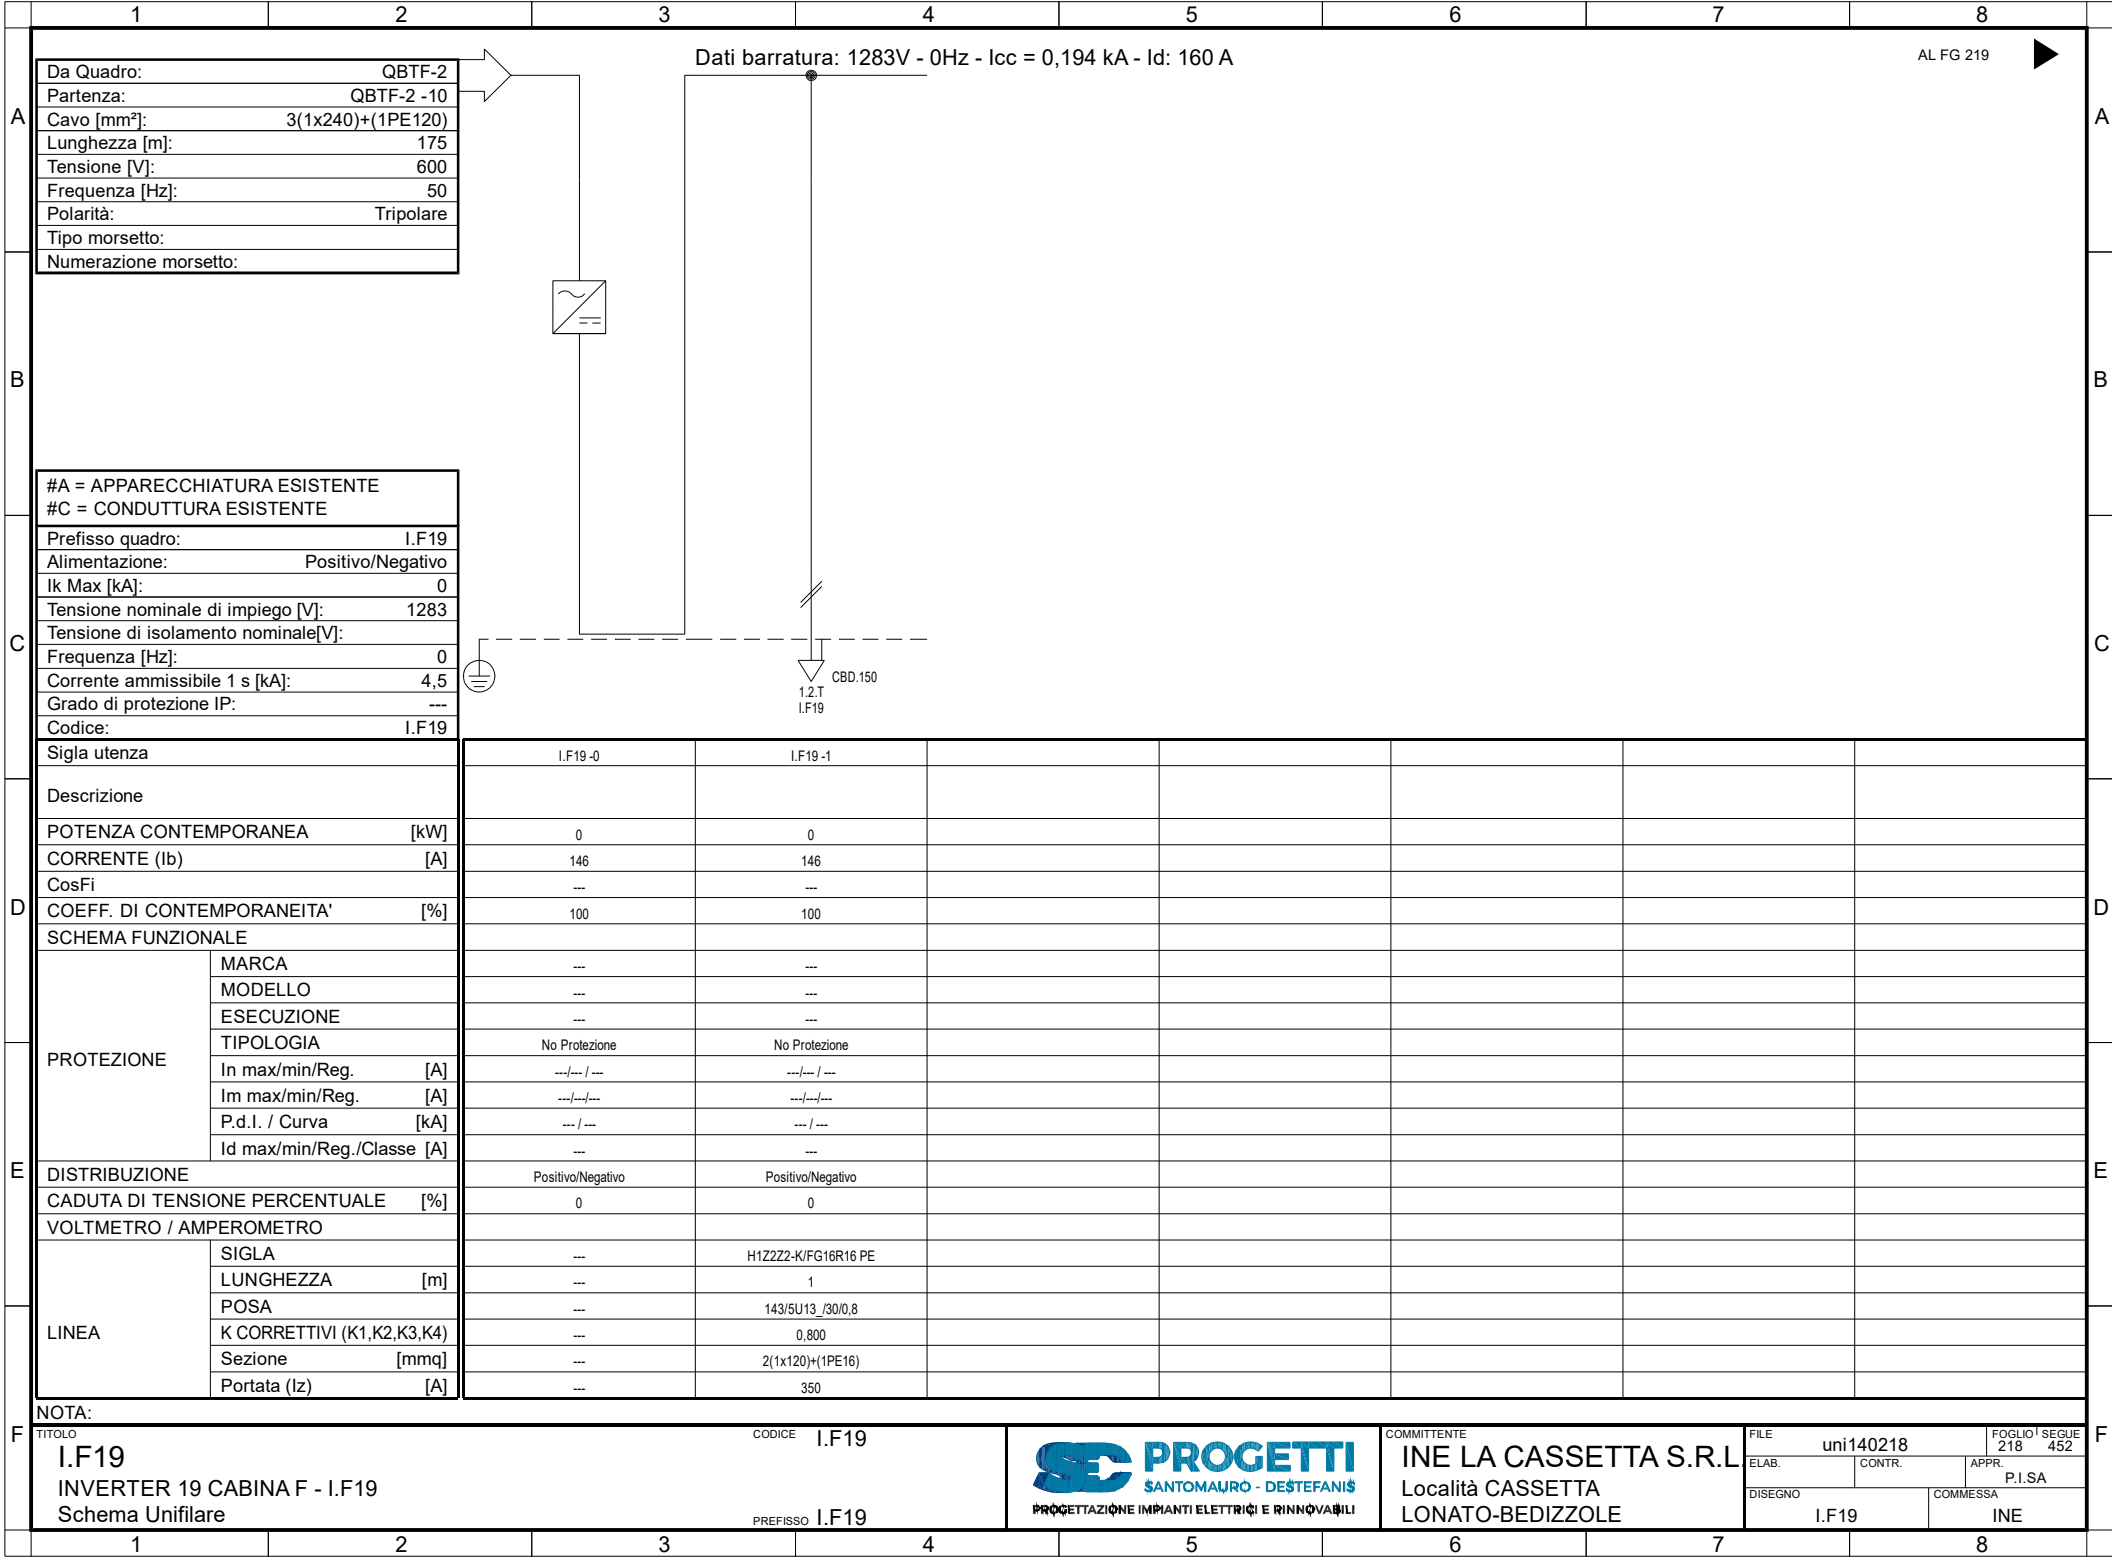 1 2 3 4 5 6 7 8
Dati barratura: 1283V - 0Hz - Icc = 0,194 kA - Id: 160 A
AL FG 219
Da Quadro: QBTF-2
Partenza: QBTF-2 -10
Cavo [mm²]: 3(1x240)+(1PE120)
Lunghezza [m]: 175
Tensione [V]: 600
Frequenza [Hz]: 50
Polarità: Tripolare
Tipo morsetto:
Numerazione morsetto:
A A
B B
#A = APPARECCHIATURA ESISTENTE
#C = CONDUTTURA ESISTENTE
Prefisso quadro: I.F19
Alimentazione: Positivo/Negativo
Ik Max [kA]: 0
Tensione nominale di impiego [V]: 1283
Tensione di isolamento nominale[V]:
Frequenza [Hz]: 0
Corrente ammissibile 1 s [kA]: 4,5
Grado di protezione IP: ---
Codice: I.F19
C C
CBD.150
1.2.T
I.F19
Sigla utenza I.F19 -0 I.F19 -1
Descrizione
POTENZA CONTEMPORANEA [kW] 0 0
CORRENTE (Ib) [A] 146 146
CosFi --- ---
D COEFF. DI CONTEMPORANEITA' [%] 100 100 D
SCHEMA FUNZIONALE
PROTEZIONE
MARCA --- ---
MODELLO --- ---
ESECUZIONE --- ---
TIPOLOGIA No Protezione No Protezione
In max/min/Reg. [A] ---/--- / --- ---/--- / ---
Im max/min/Reg. [A] ---/---/--- ---/---/---
P.d.I. / Curva [kA] --- / --- --- / ---
Id max/min/Reg./Classe [A] --- ---
E DISTRIBUZIONE Positivo/Negativo Positivo/Negativo E
CADUTA DI TENSIONE PERCENTUALE [%] 0 0
VOLTMETRO / AMPEROMETRO
LINEA
SIGLA --- H1Z2Z2-K/FG16R16 PE
LUNGHEZZA [m] --- 1
POSA --- 143/5U13_/30/0,8
K CORRETTIVI (K1,K2,K3,K4) --- 0,800
Sezione [mmq] --- 2(1x120)+(1PE16)
Portata (Iz) [A] --- 350
NOTA:
F F
TITOLO
I.F19
INVERTER 19 CABINA F - I.F19
Schema Unifilare
CODICE I.F19
PREFISSO I.F19
SD PROGETTI
SANTOMAURO - DESTEFANIS
PROGETTAZIONE IMPIANTI ELETTRICI E RINNOVABILI
COMMITTENTE
INE LA CASSETTA S.R.L.
Località CASSETTA
LONATO-BEDIZZOLE
FILE uni140218
FOGLIO 218 SEGUE 452
ELAB. CONTR. APPR. P.I.SA
DISEGNO I.F19
COMMESSA INE
1 2 3 4 5 6 7 8